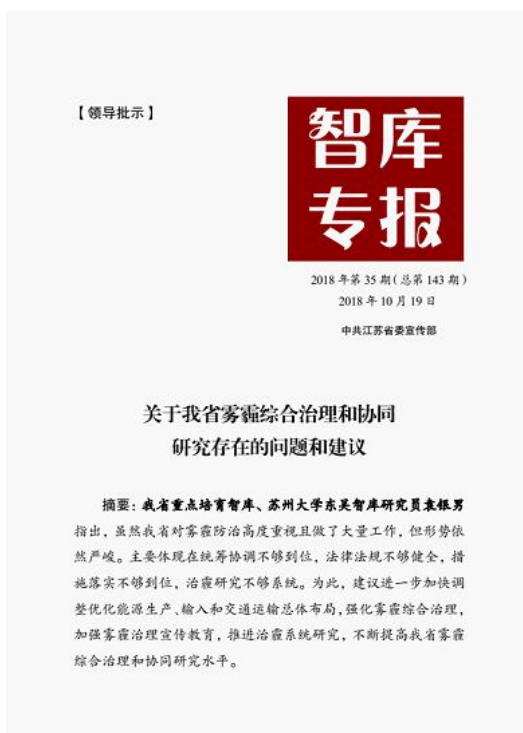 【领导批示】
智库
专报
2018年第35期(总第143期)
2018年10月19日
中共江苏省委宣传部
关于我省雾霾综合治理和协同
研究存在的问题和建议
摘要：我省重点培育智库、苏州大学东吴智库研究员袁银男
指出，虽然我省对雾霾防治高度重视且做了大量工作，但形势依
然严峻。主要体现在统筹协调不够到位，法律法规不够健全，措
施落实不够到位，治霾研究不够系统。为此，建议进一步加快调
整优化能源生产、输入和交通运输总体布局，强化雾霾综合治理，
加强雾霾治理宣传教育，推进治霾系统研究，不断提高我省雾霾
综合治理和协同研究水平。